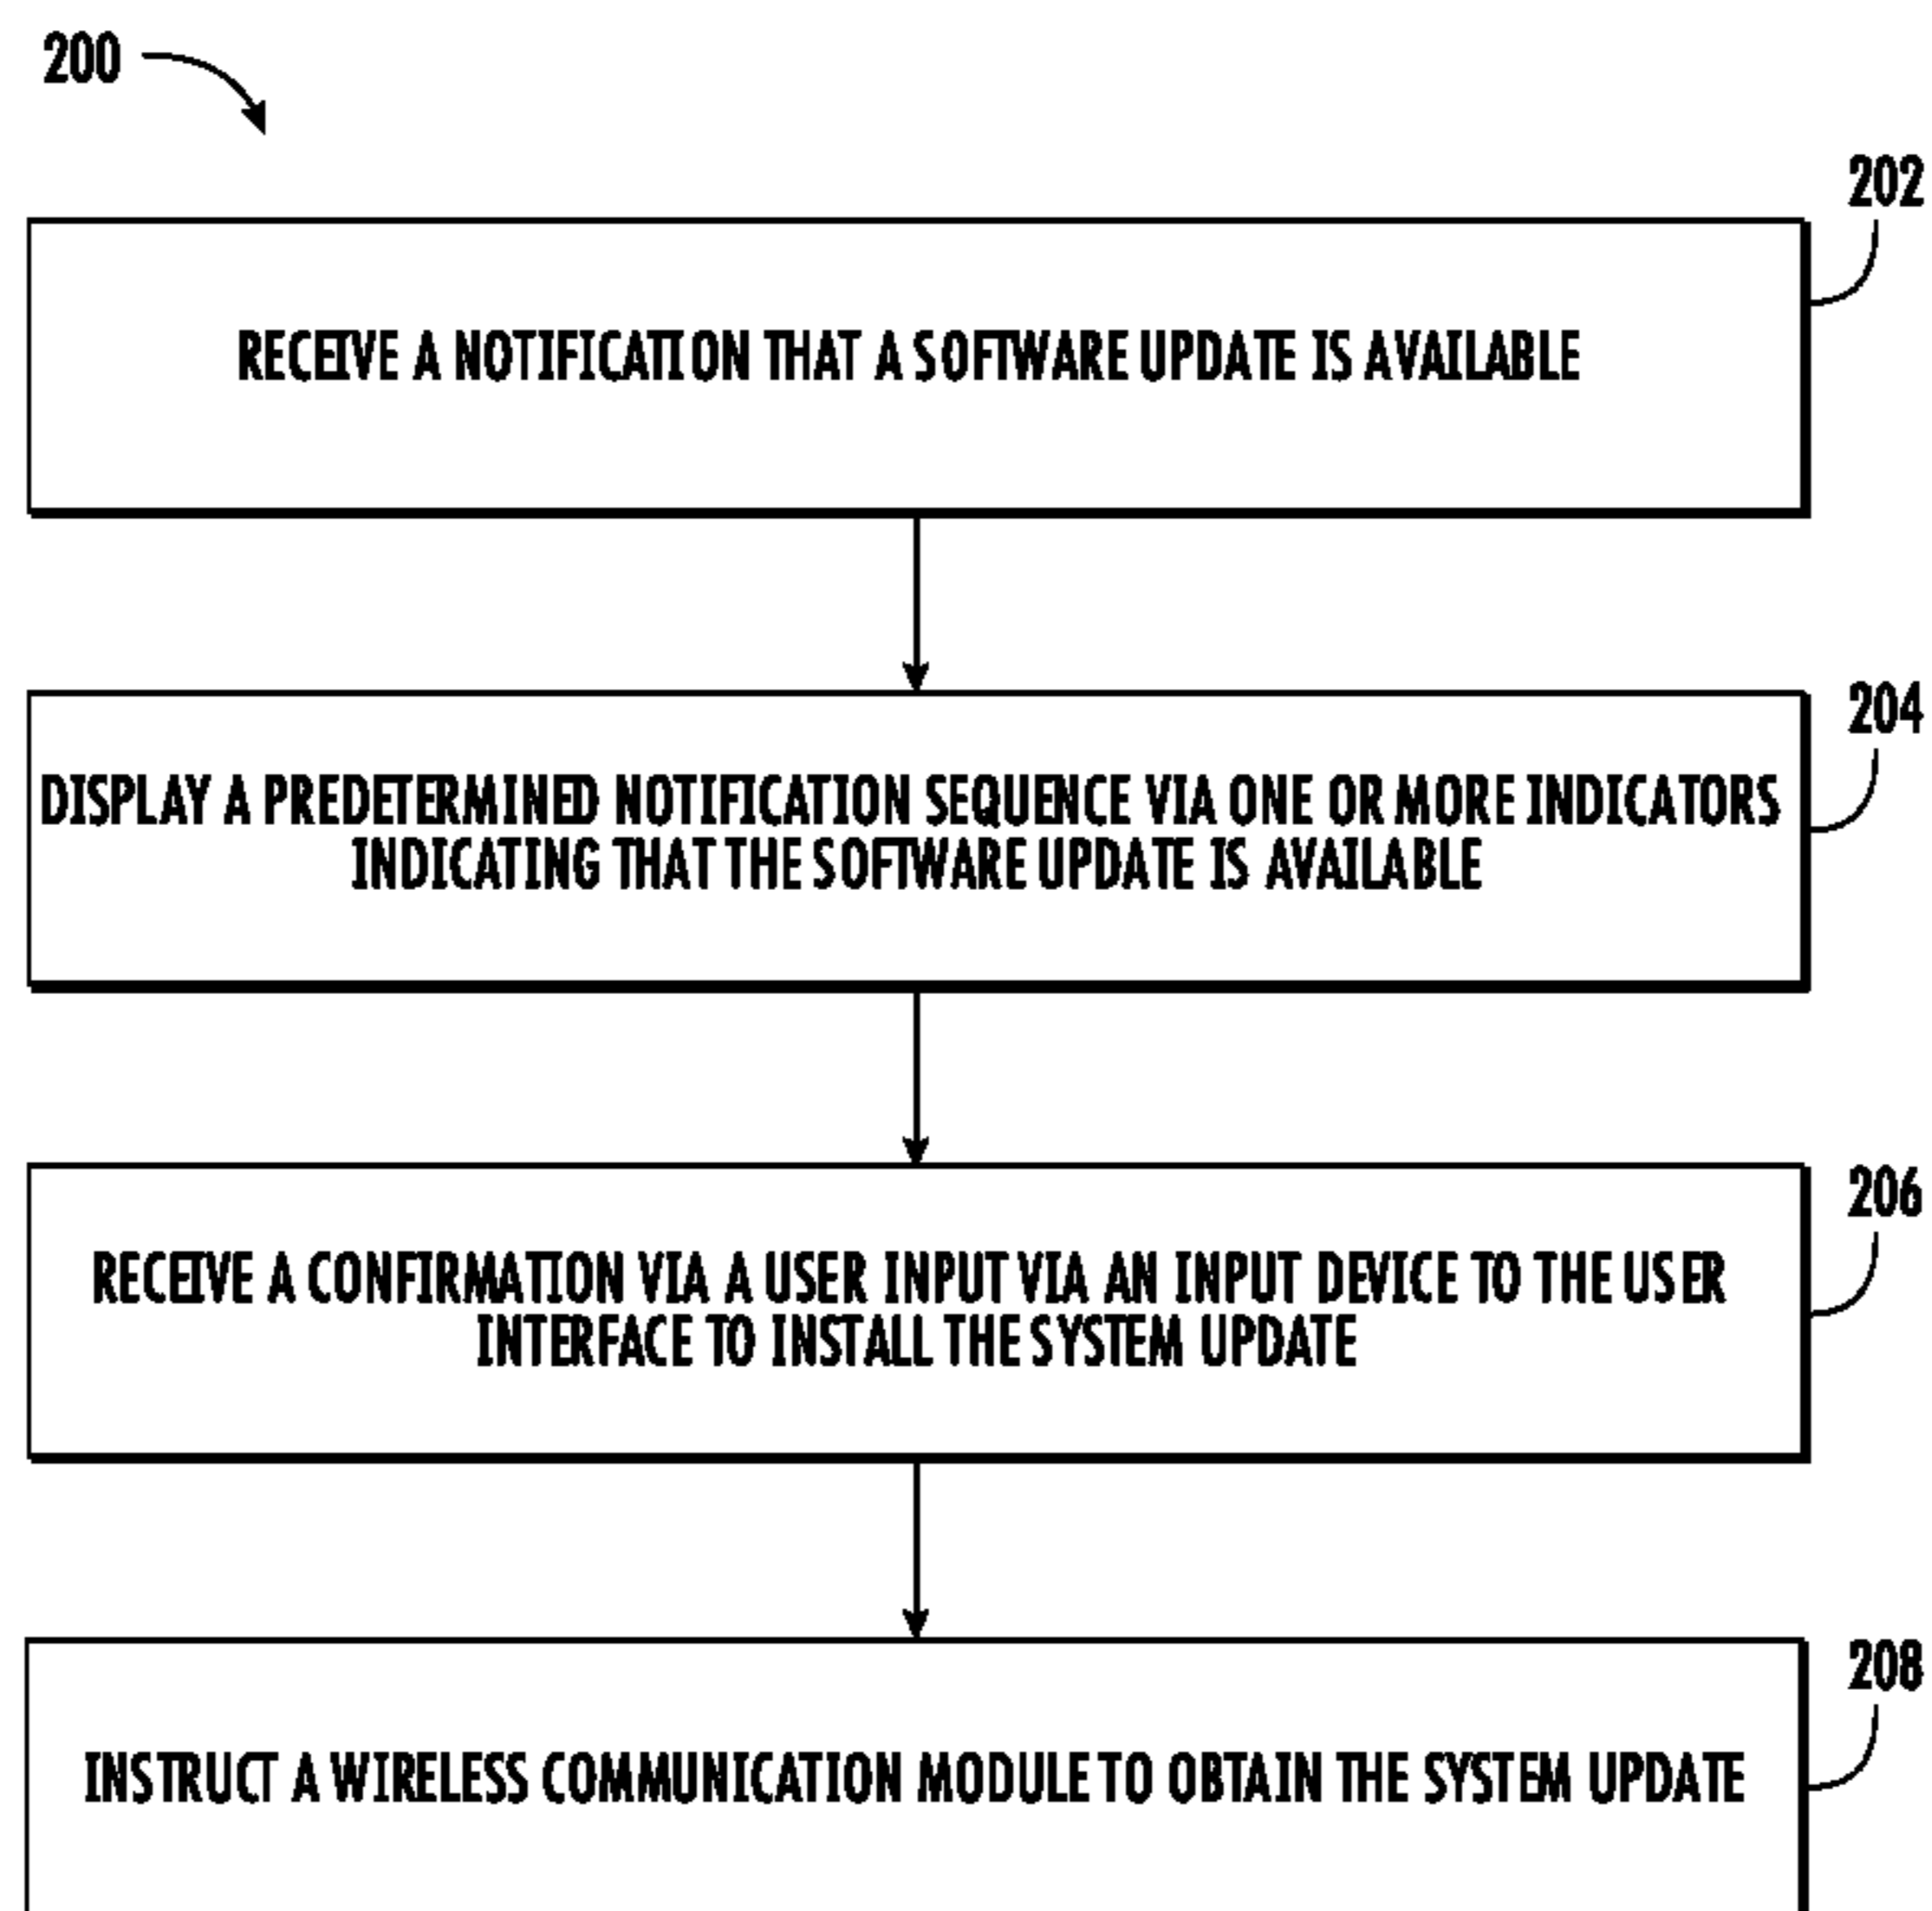 200
202
RECEIVE A NOTIFICATION THAT A SOFTWARE UPDATE IS AVAILABLE
204
DISPLAY A PREDETERMINED NOTIFICATION SEQUENCE VIA ONE OR MORE INDICATORS
INDICATING THAT THE SOFTWARE UPDATE IS AVAILABLE
206
RECEIVE A CONFIRMATION VIA A USER INPUT VIA AN INPUT DEVICE TO THE USER
INTERFACE TO INSTALL THE SYSTEM UPDATE
208
INSTRUCT A WIRELESS COMMUNICATION MODULE TO OBTAIN THE SYSTEM UPDATE